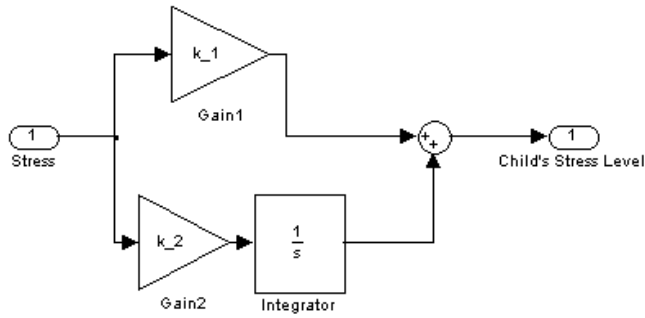 k_1
Gain1
1
Stress
+
+
1
Child's Stress Level
k_2
Gain2
1
s
Integrator